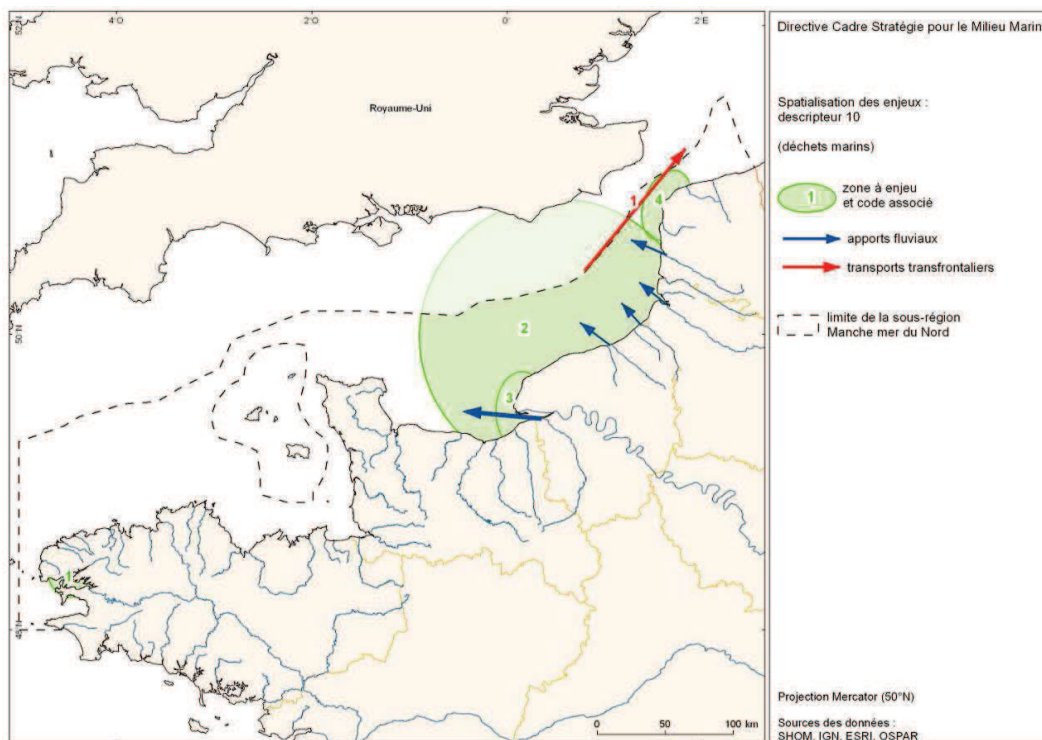 4°O
0°
2°E
52°N
50°N
48°N
Royaume-Uni
1
4
2
3
1
0
50
100 km
Directive Cadre Stratégie pour le Milieu Marin
Spatialisation des enjeux :
descripteur 10
(déchets marins)
1
zone à enjeu
et code associé
apports fluviaux
transports transfrontaliers
limite de la sous-région
Manche mer du Nord
Projection Mercator (50°N)
Sources des données :
SHOM, IGN, ESRI, OSPAR